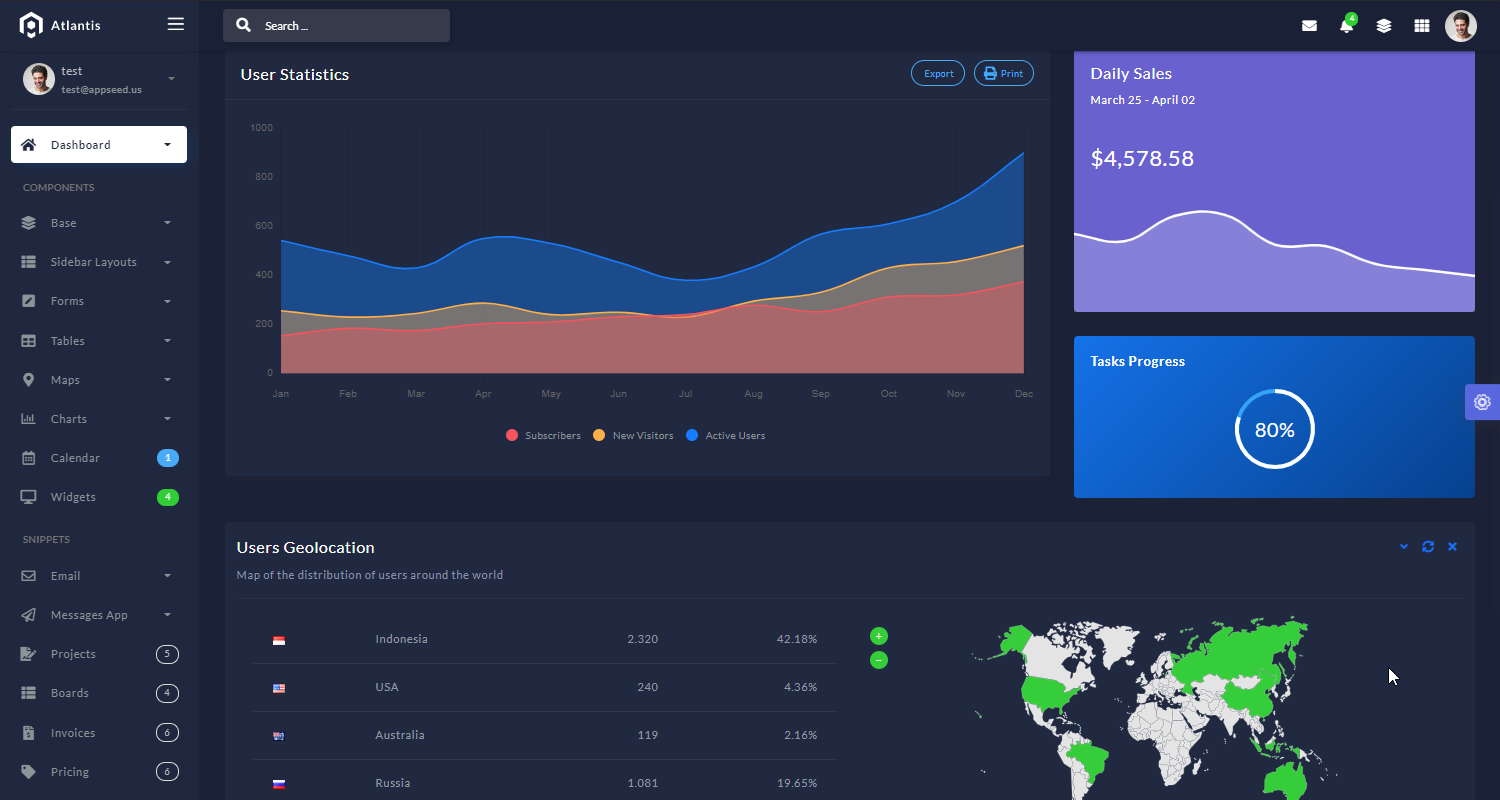 Atlantis
Search ...
4
test
test@appseed.us
Dashboard
COMPONENTS
Base
Sidebar Layouts
Forms
Tables
Maps
Charts
Calendar 1
Widgets 4
SNIPPETS
Email
Messages App
Projects 5
Boards 4
Invoices 6
Pricing 6
User Statistics
Export
Print
1000
800
600
400
200
0
Jan Feb Mar Apr May Jun Jul Aug Sep Oct Nov Dec
Subscribers New Visitors Active Users
Daily Sales
March 25 - April 02
$4,578.58
Tasks Progress
80%
Users Geolocation
Map of the distribution of users around the world
Indonesia 2.320 42.18%
USA 240 4.36%
Australia 119 2.16%
Russia 1.081 19.65%
+
−